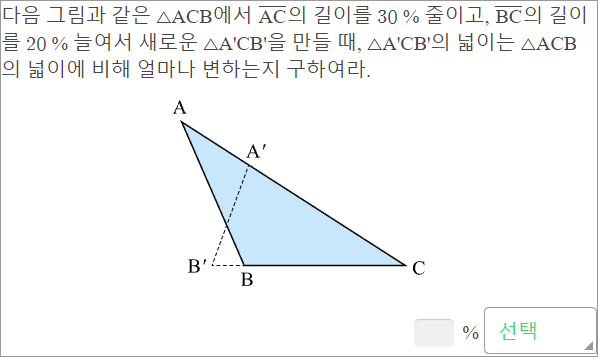 다음 그림과 같은 △ACB에서 AC의 길이를 30 % 줄이고, BC의 길이
를 20 % 늘여서 새로운 △A'CB'을 만들 때, △A'CB'의 넓이는 △ACB
의 넓이에 비해 얼마나 변하는지 구하여라.
A
A′
B′
B
C
% 선택